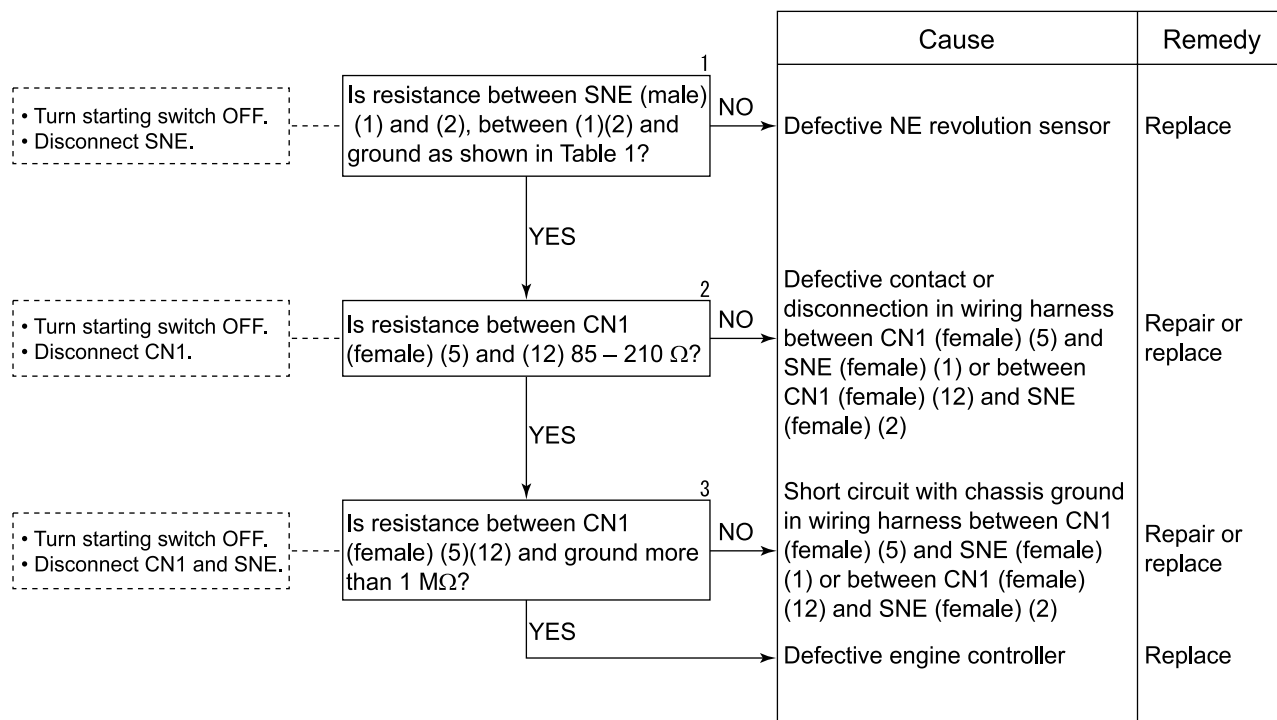 Cause
Remedy
1
• Turn starting switch OFF.
• Disconnect SNE.
Is resistance between SNE (male)
(1) and (2), between (1)(2) and
ground as shown in Table 1?
NO
Defective NE revolution sensor
Replace
YES
2
• Turn starting switch OFF.
• Disconnect CN1.
Is resistance between CN1
(female) (5) and (12) 85 – 210 Ω?
NO
Defective contact or
disconnection in wiring harness
between CN1 (female) (5) and
SNE (female) (1) or between
CN1 (female) (12) and SNE
(female) (2)
Repair or
replace
YES
3
• Turn starting switch OFF.
• Disconnect CN1 and SNE.
Is resistance between CN1
(female) (5)(12) and ground more
than 1 MΩ?
NO
Short circuit with chassis ground
in wiring harness between CN1
(female) (5) and SNE (female)
(1) or between CN1 (female)
(12) and SNE (female) (2)
Repair or
replace
YES
Defective engine controller
Replace